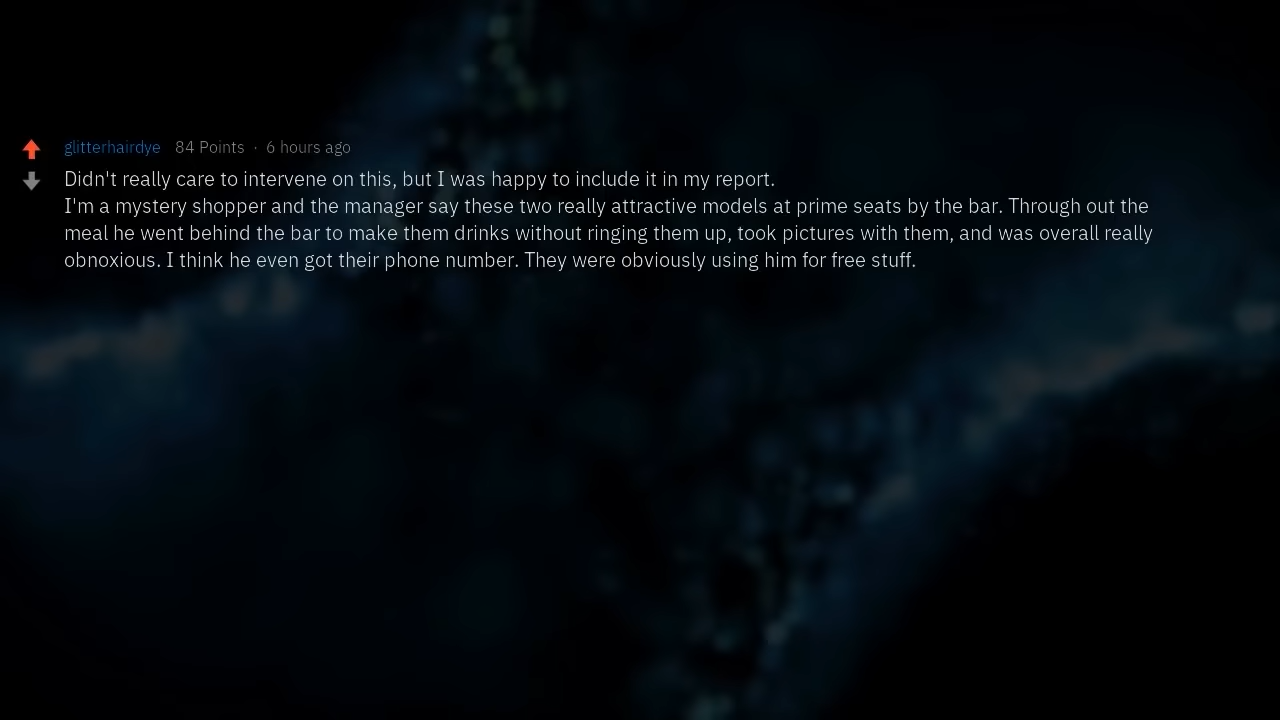 glitterhairdye 84 Points · 6 hours ago
Didn't really care to intervene on this, but I was happy to include it in my report.
I'm a mystery shopper and the manager say these two really attractive models at prime seats by the bar. Through out the
meal he went behind the bar to make them drinks without ringing them up, took pictures with them, and was overall really
obnoxious. I think he even got their phone number. They were obviously using him for free stuff.